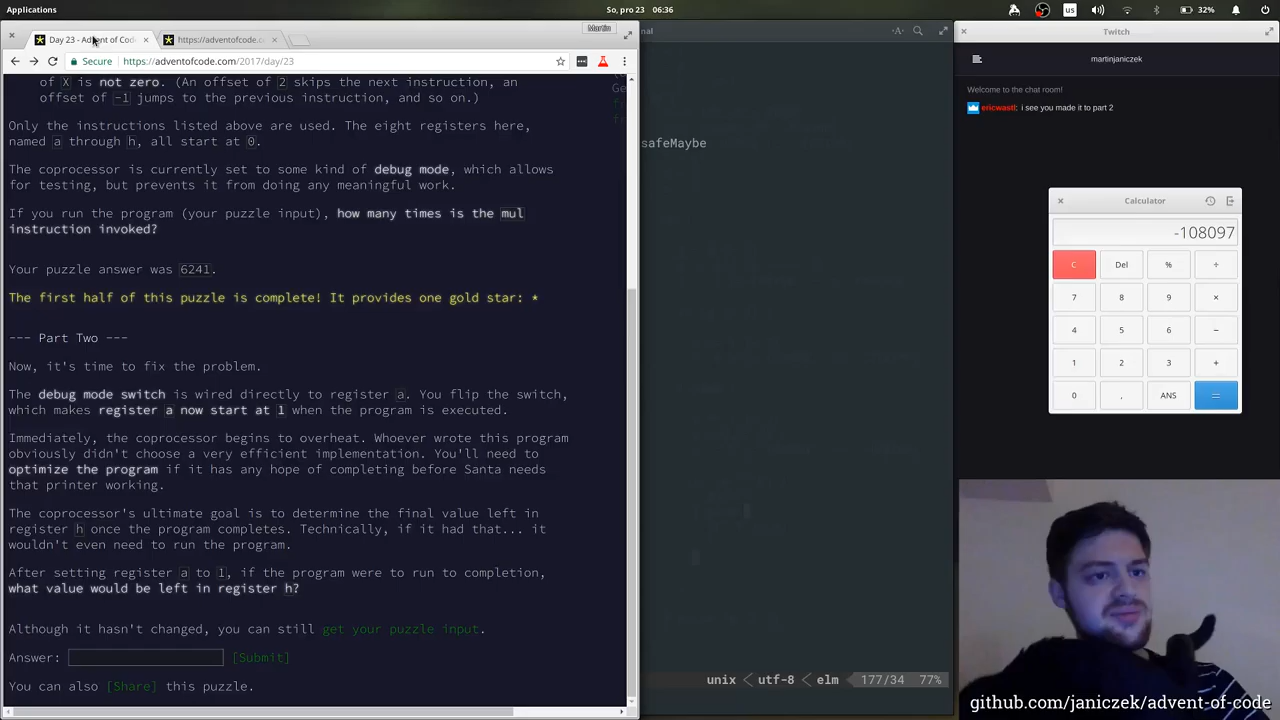 Applications
So, pro 23 06:36
us
32%
Martin
Day 23 - Advent of Cod
https://adventofcode.co
Secure
https://adventofcode.com/2017/day/23
of X is not zero. (An offset of 2 skips the next instruction, an
offset of -1 jumps to the previous instruction, and so on.)
Only the instructions listed above are used. The eight registers here,
named a through h, all start at 0.
The coprocessor is currently set to some kind of debug mode, which allows
for testing, but prevents it from doing any meaningful work.
If you run the program (your puzzle input), how many times is the mul
instruction invoked?
Your puzzle answer was 6241.
The first half of this puzzle is complete! It provides one gold star: *
--- Part Two ---
Now, it's time to fix the problem.
The debug mode switch is wired directly to register a. You flip the switch,
which makes register a now start at 1 when the program is executed.
Immediately, the coprocessor begins to overheat. Whoever wrote this program
obviously didn't choose a very efficient implementation. You'll need to
optimize the program if it has any hope of completing before Santa needs
that printer working.
The coprocessor's ultimate goal is to determine the final value left in
register h once the program completes. Technically, if it had that... it
wouldn't even need to run the program.
After setting register a to 1, if the program were to run to completion,
what value would be left in register h?
Although it hasn't changed, you can still get your puzzle input.
Answer: [Submit]
You can also [Share] this puzzle.
nal
safeMaybe
unix < utf-8 < elm 177/34 77%
Twitch
martinjaniczek
Welcome to the chat room!
ericwastl: i see you made it to part 2
Calculator
-108097
C Del % ÷
7 8 9 ×
4 5 6 −
1 2 3 +
0 , ANS =
github.com/janiczek/advent-of-code